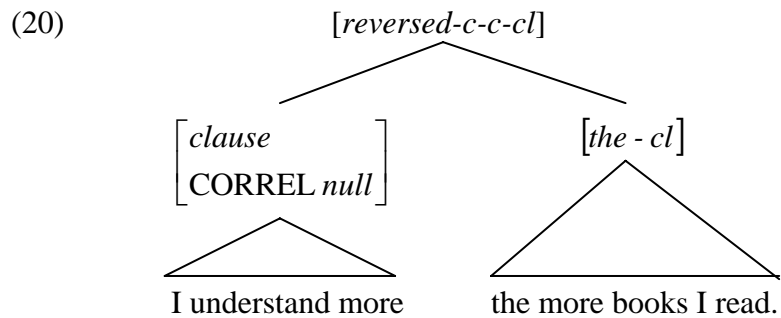 (20) [reversed-c-c-cl]
[clause
CORREL null]
[the - cl]
I understand more the more books I read.